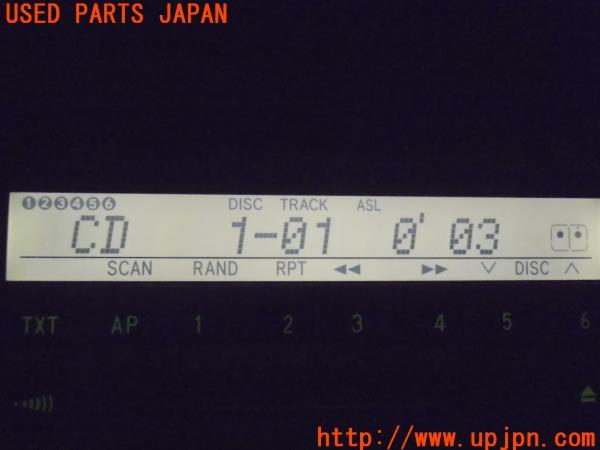 USED PARTS JAPAN
❶❷❸❹❺❻ DISC TRACK ASL
CD 1-01 0'03
SCAN RAND RPT ◀◀ ▶▶ ∨ DISC ∧
TXT AP 1 2 3 4 5 6
http://www.upjpn.com